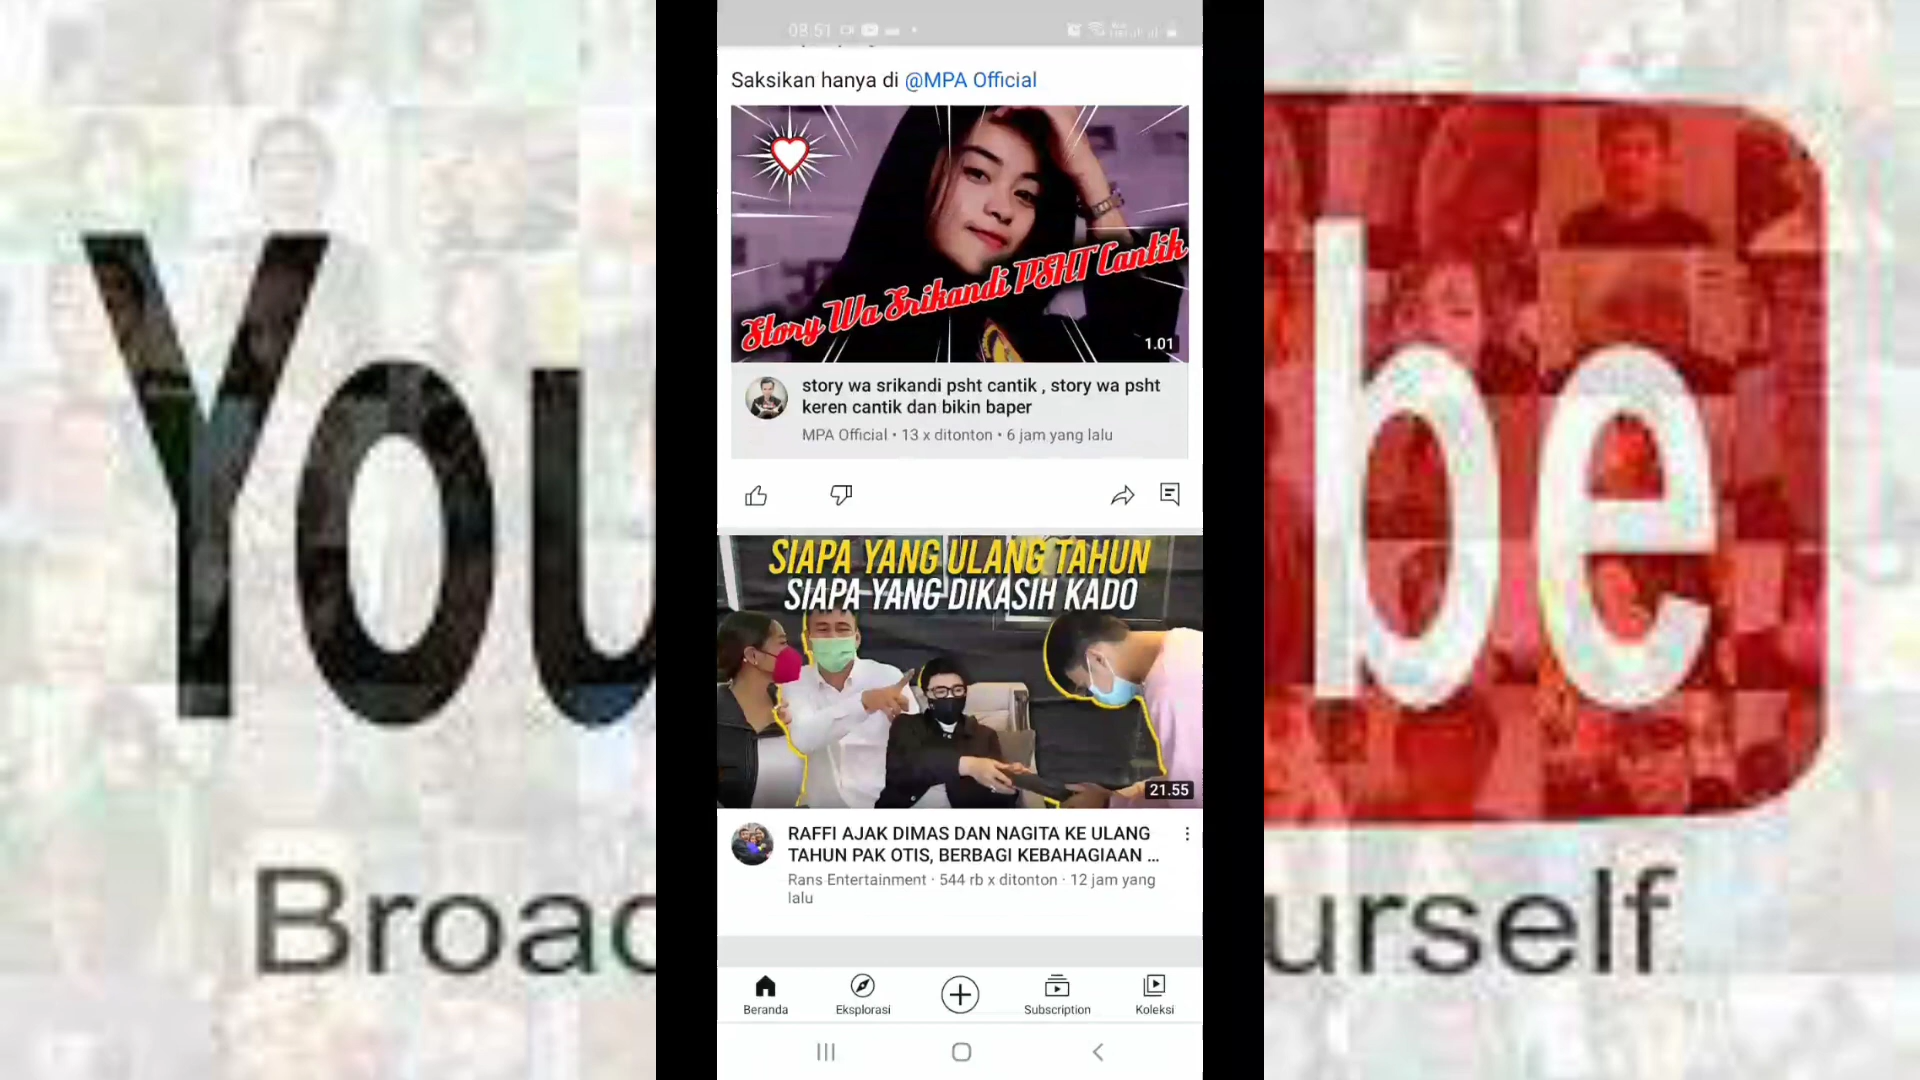 08:51
Saksikan hanya di @MPA Official
Story Wa Srikandi PSHT Cantik
1.01
story wa srikandi psht cantik , story wa psht
keren cantik dan bikin baper
MPA Official • 13 x ditonton • 6 jam yang lalu
SIAPA YANG ULANG TAHUN
SIAPA YANG DIKASIH KADO
21.55
RAFFI AJAK DIMAS DAN NAGITA KE ULANG
TAHUN PAK OTIS, BERBAGI KEBAHAGIAAN ...
Rans Entertainment · 544 rb x ditonton · 12 jam yang
lalu
Beranda
Eksplorasi
Subscription
Koleksi
You
be
Broad
urself